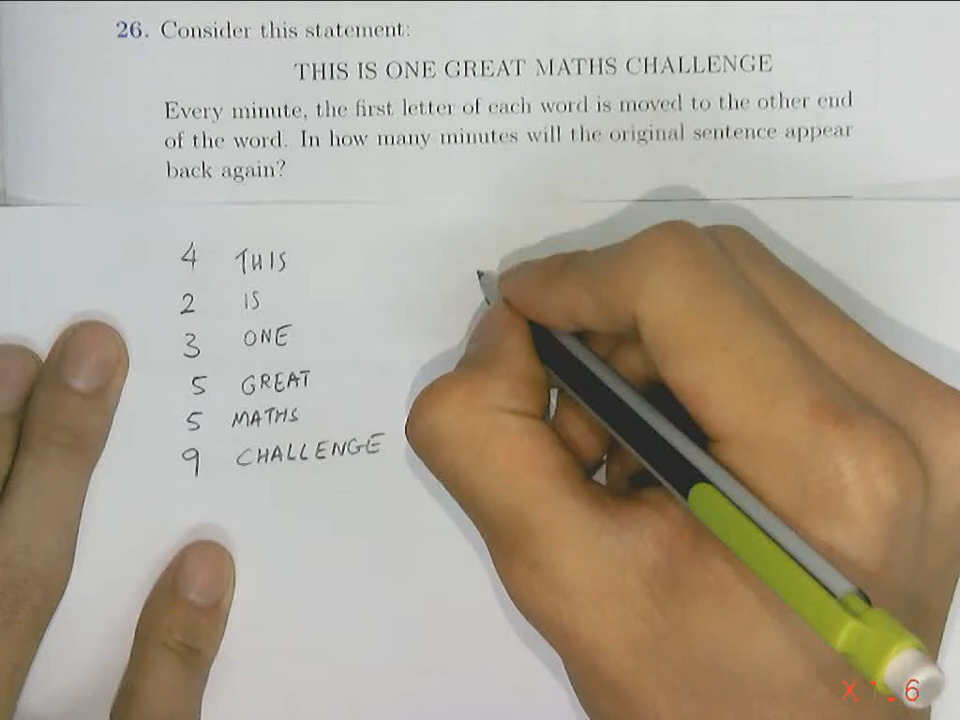 26. Consider this statement:
THIS IS ONE GREAT MATHS CHALLENGE
Every minute, the first letter of each word is moved to the other end
of the word. In how many minutes will the original sentence appear
back again?
4 THIS
2 IS
3 ONE
5 GREAT
5 MATHS
9 CHALLENGE